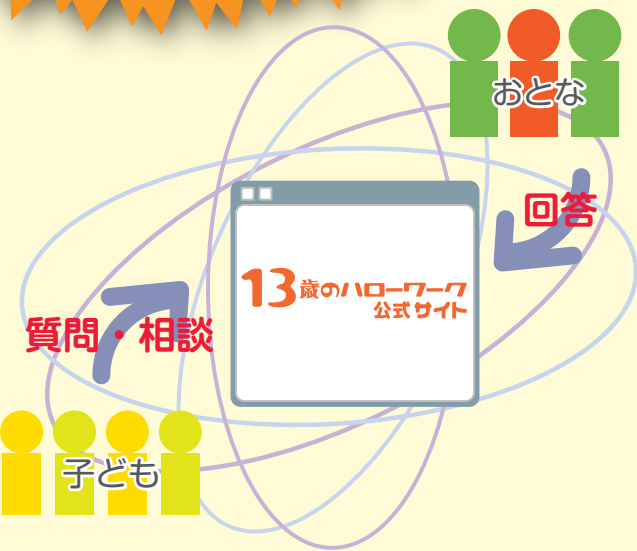 おとな
回答
13歳のハローワーク
公式サイト
質問・相談
子ども